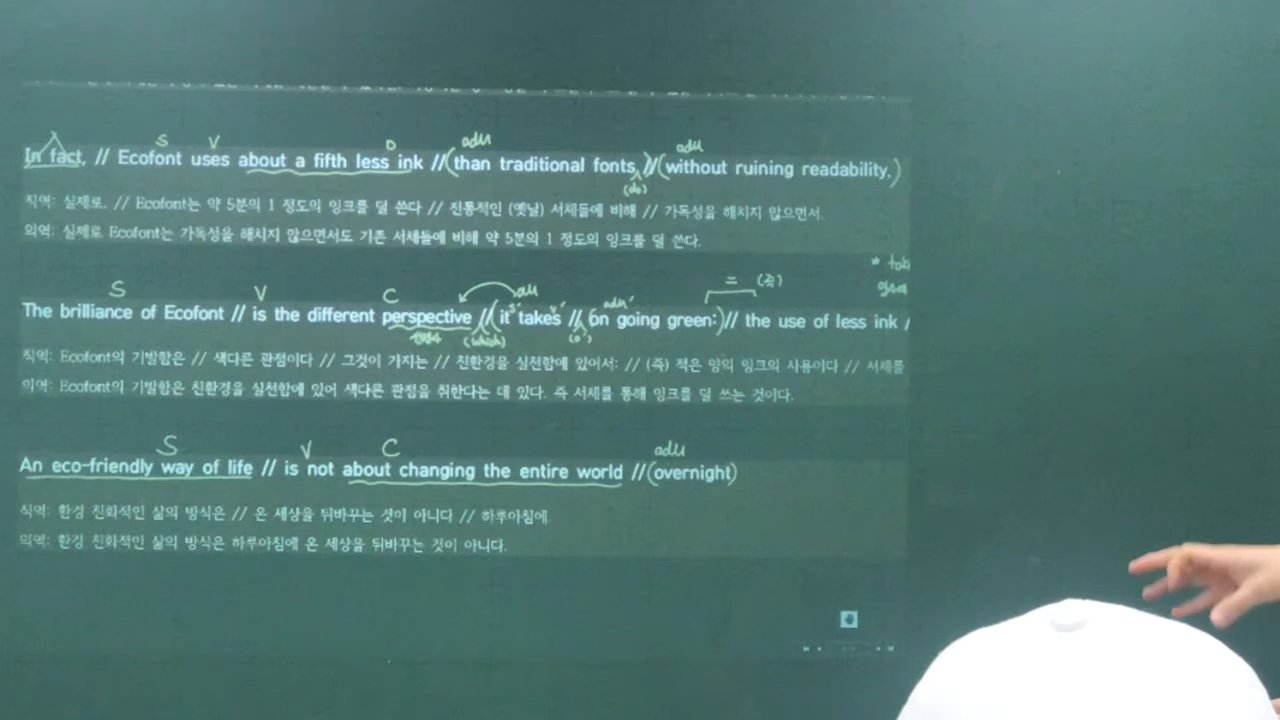 S V O adv adv
In fact, // Ecofont uses about a fifth less ink //(than traditional fonts,)//(without ruining readability.)
(do)
직역: 실제로, // Ecofont는 약 5분의 1 정도의 잉크를 덜 쓴다 // 전통적인 (옛날) 서체들에 비해 // 가독성을 해치지 않으면서.
의역: 실제로 Ecofont는 가독성을 해치지 않으면서도 기존 서체들에 비해 약 5분의 1 정도의 잉크를 덜 쓴다.
= (즉)
S V C S' V' adv'
The brilliance of Ecofont // is the different perspective //(it takes // (on going green:)// the use of less ink /
(which) (o')
직역: Ecofont의 기발함은 // 색다른 관점이다 // 그것이 가지는 // 친환경을 실천함에 있어서: // (즉) 적은 양의 잉크의 사용이다 // 서체를
의역: Ecofont의 기발함은 친환경을 실천함에 있어 색다른 관점을 취한다는 데 있다. 즉 서체를 통해 잉크를 덜 쓰는 것이다.
S V C adv
An eco-friendly way of life // is not about changing the entire world //(overnight)
직역: 환경 친화적인 삶의 방식은 // 온 세상을 뒤바꾸는 것이 아니다 // 하루아침에
의역: 환경 친화적인 삶의 방식은 하루아침에 온 세상을 뒤바꾸는 것이 아니다.